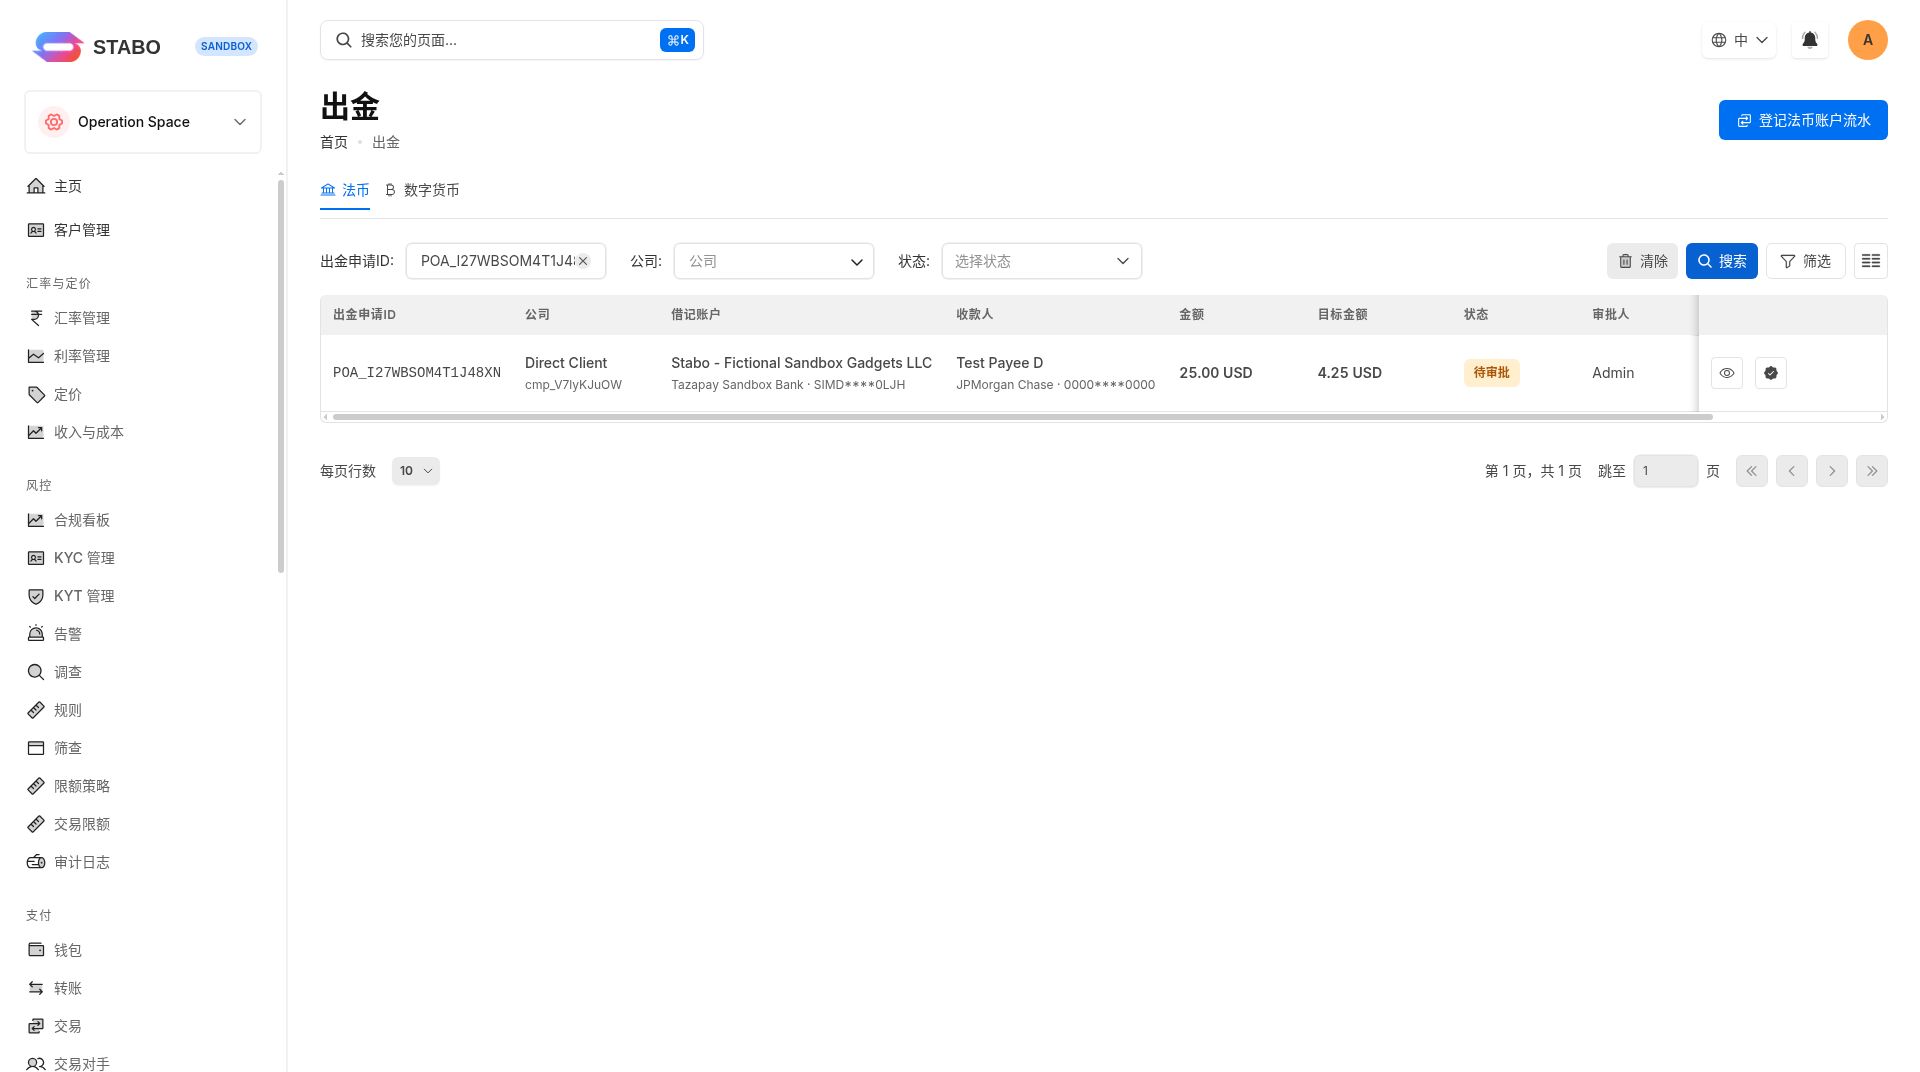 STABO
SANDBOX
Operation Space
主页
客户管理
汇率与定价
汇率管理
利率管理
定价
收入与成本
风控
合规看板
KYC 管理
KYT 管理
告警
调查
规则
筛查
限额策略
交易限额
审计日志
支付
钱包
转账
交易
交易对手
搜索您的页面...
⌘K
中
A
出金
首页
出金
登记法币账户流水
法币
数字货币
出金申请ID:
POA_I27WBSOM4T1J4
公司:
公司
状态:
选择状态
清除
搜索
筛选
出金申请ID 公司 借记账户 收款人 金额 目标金额 状态 审批人
POA_I27WBSOM4T1J48XN
Direct Client
cmp_V7IyKJuOW
Stabo - Fictional Sandbox Gadgets LLC
Tazapay Sandbox Bank · SIMD****0LJH
Test Payee D
JPMorgan Chase · 0000****0000
25.00 USD
4.25 USD
待审批
Admin
每页行数
10
第 1 页，共 1 页
跳至
1
页